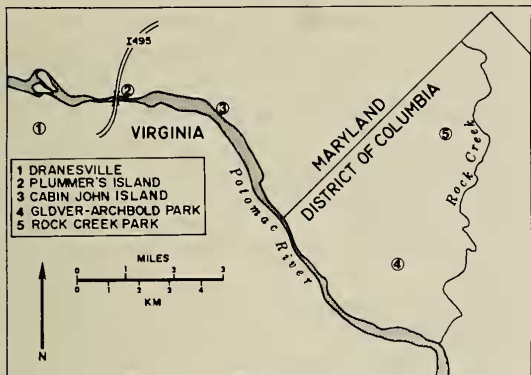 I495
②
③
①
VIRGINIA
MARYLAND
DISTRICT OF COLUMBIA
⑤
Rock Creek
1 DRANESVILLE
2 PLUMMER'S ISLAND
3 CABIN JOHN ISLAND
4 GLOVER-ARCHBOLD PARK
5 ROCK CREEK PARK
Potomac River
④
MILES
0 1 2 3
0 1 2 3 4
KM
N